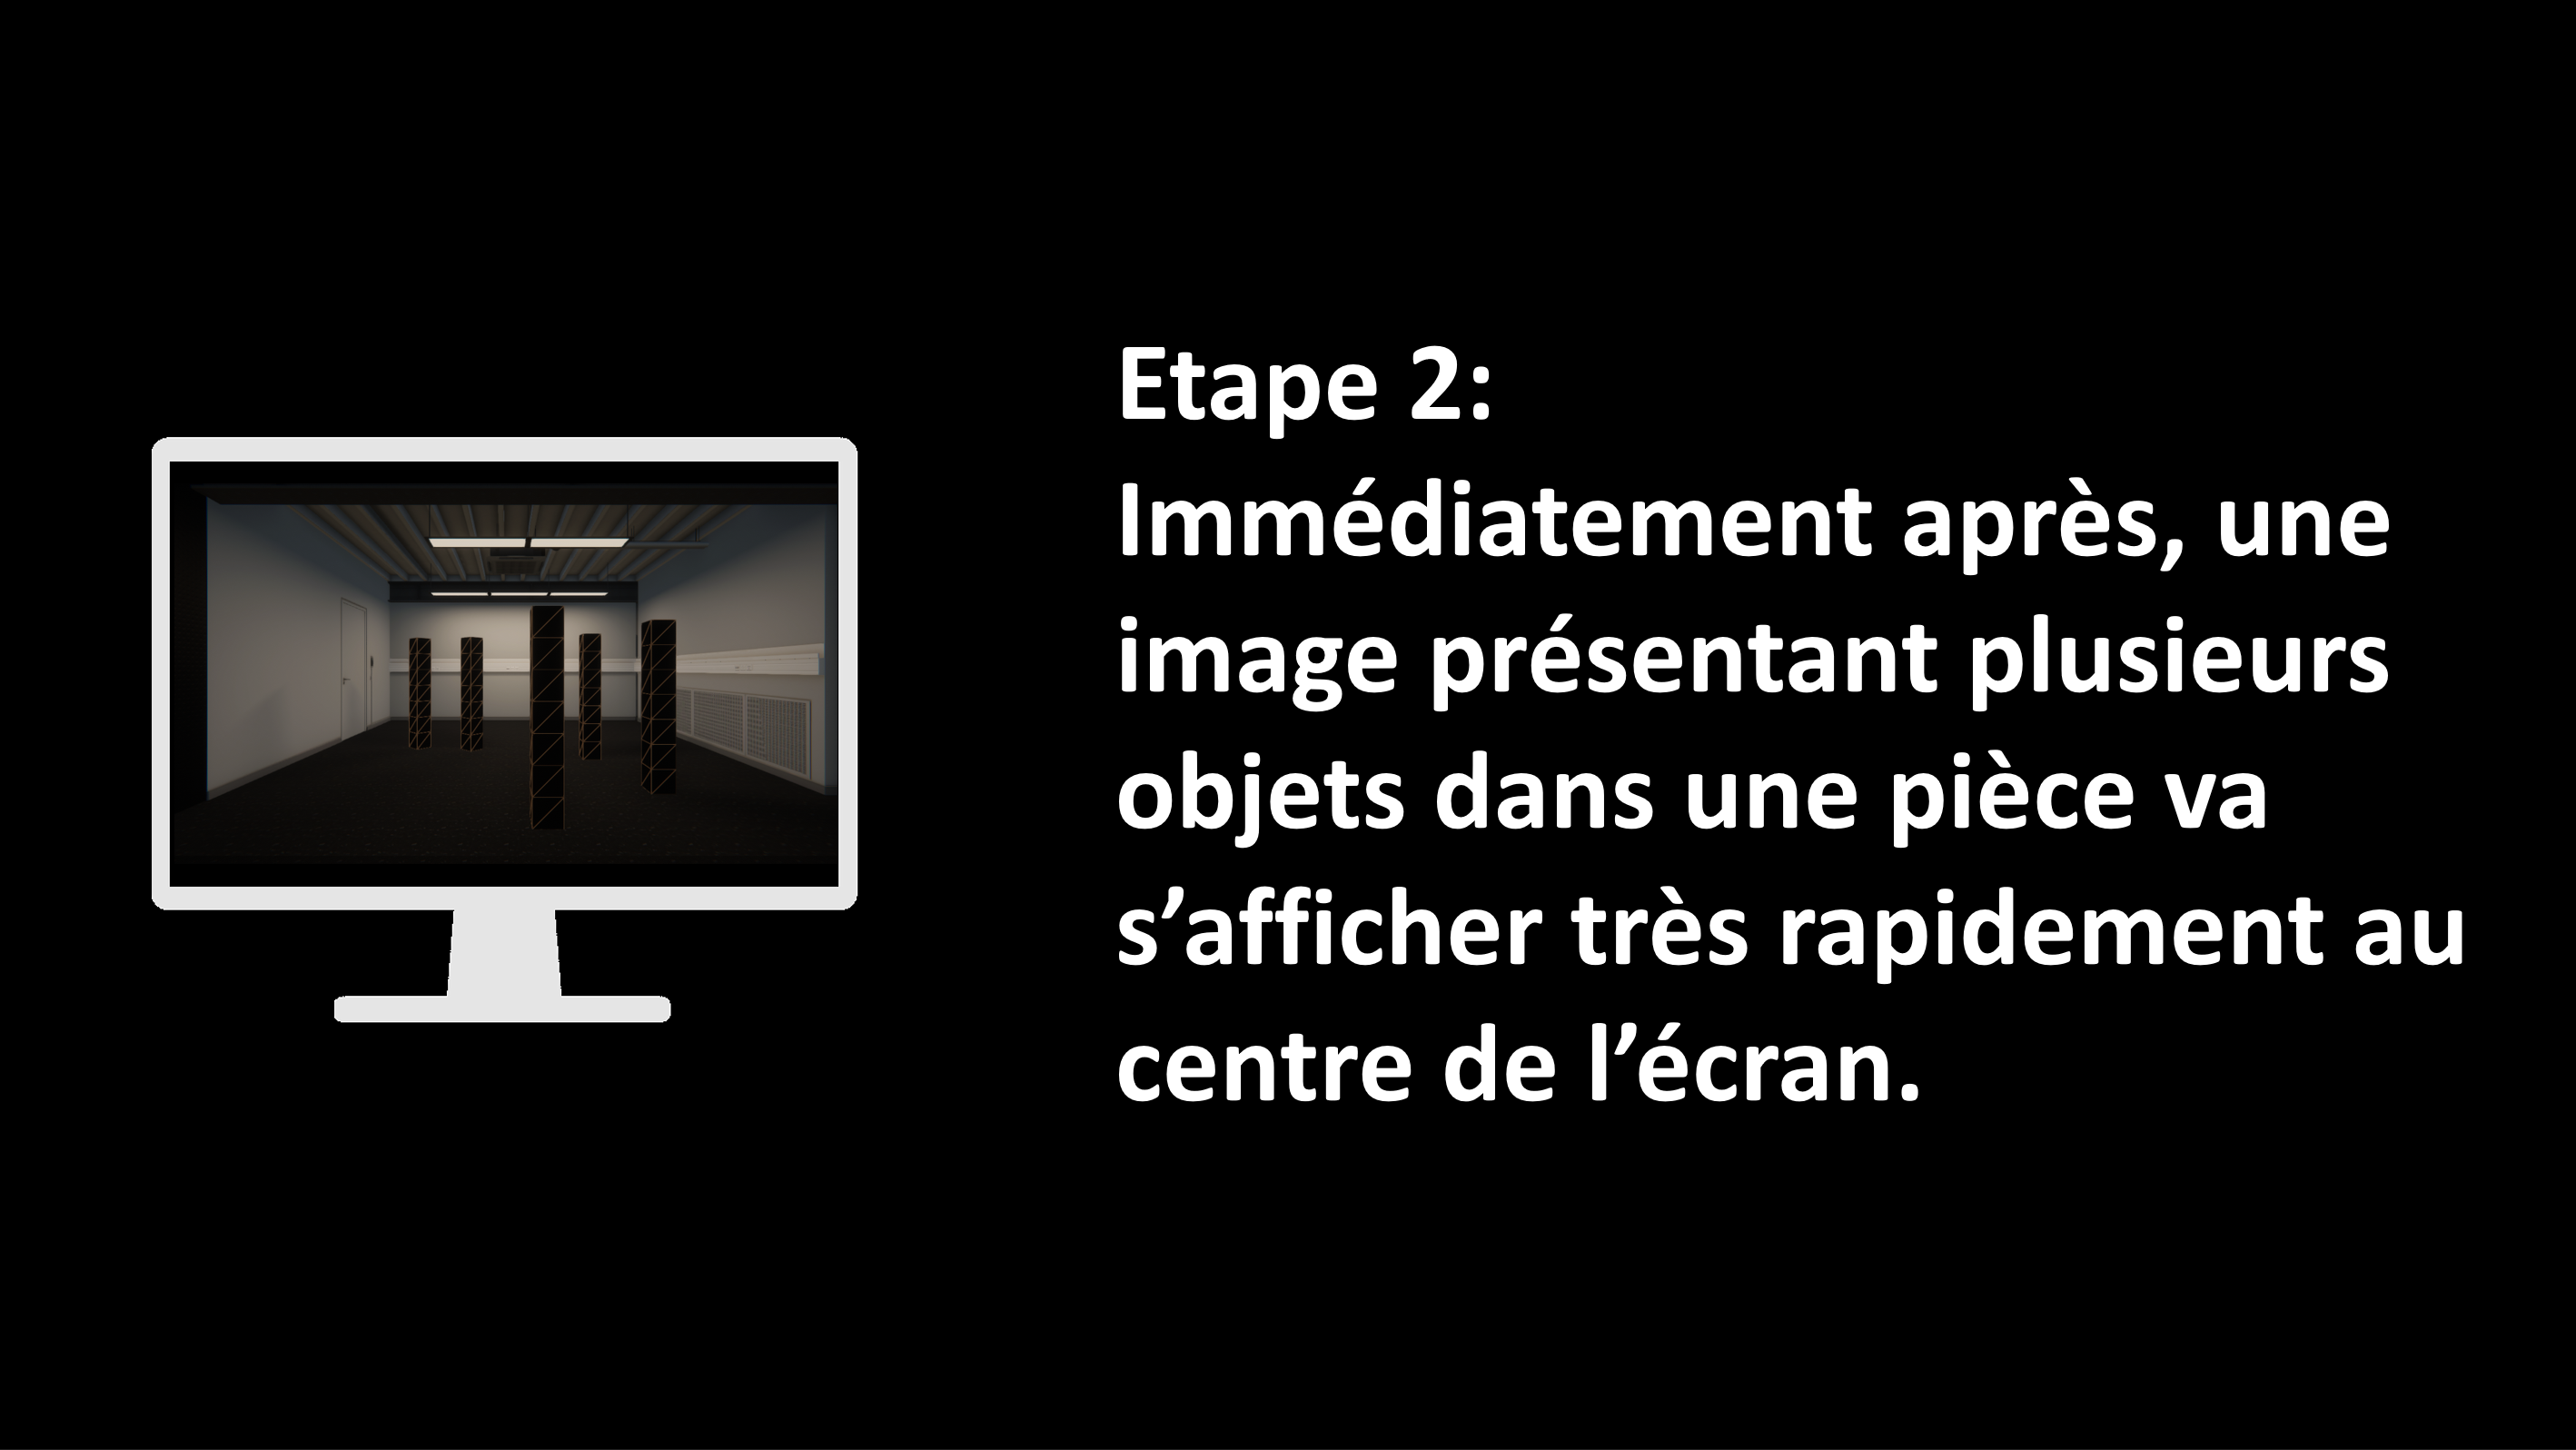 Etape 2:
Immédiatement après, une
image présentant plusieurs
objets dans une pièce va
s’afficher très rapidement au
centre de l’écran.